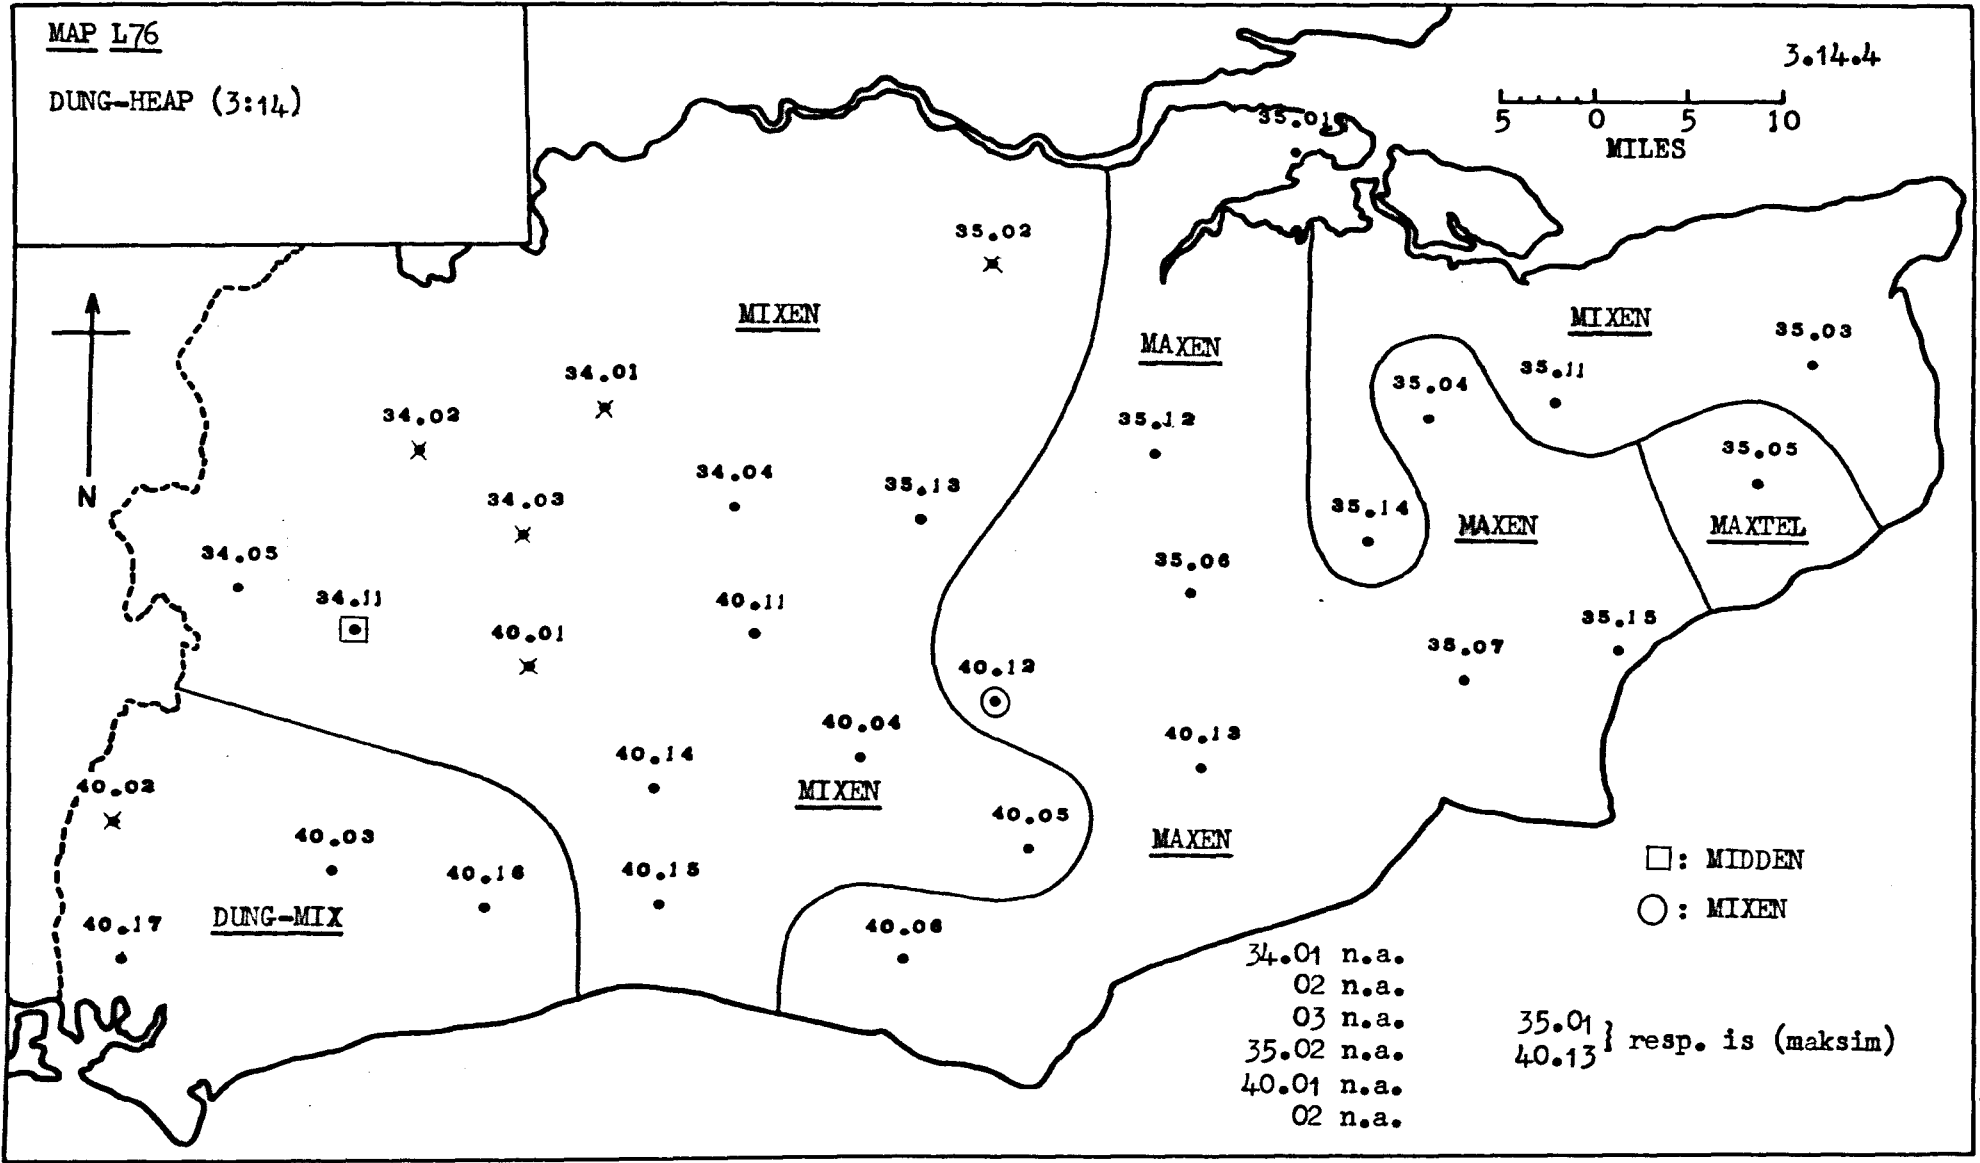 MAP L76
DUNG-HEAP (3:14)
3.14.4
5 0 5 10
MILES
35.01
35.02
MIXEN
MIXEN
35.03
MAXEN
34.01
35.11
35.04
34.02
35.12
35.05
34.04
35.13
34.03
35.14
MAXEN
MAXTEL
N
34.05
35.06
34.11
40.11
35.15
40.01
35.07
40.12
40.04
40.13
40.14
40.02
MIXEN
40.05
40.03
MAXEN
40.16
40.15
□: MIDDEN
○: MIXEN
40.17
DUNG-MIX
40.06
34.01 n.a.
02 n.a.
03 n.a.
35.02 n.a.
40.01 n.a.
02 n.a.
35.01
40.13 } resp. is (maksim)